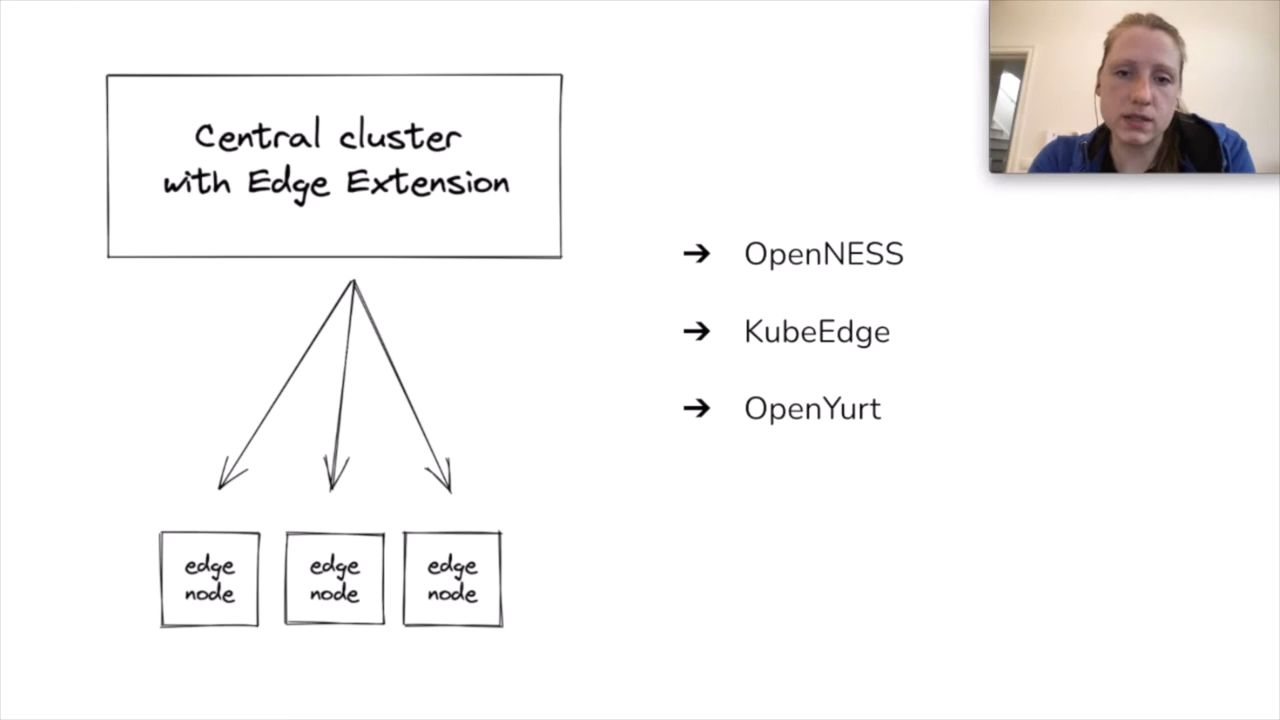 Central cluster
with Edge Extension
➔ OpenNESS
➔ KubeEdge
➔ OpenYurt
edge
node
edge
node
edge
node